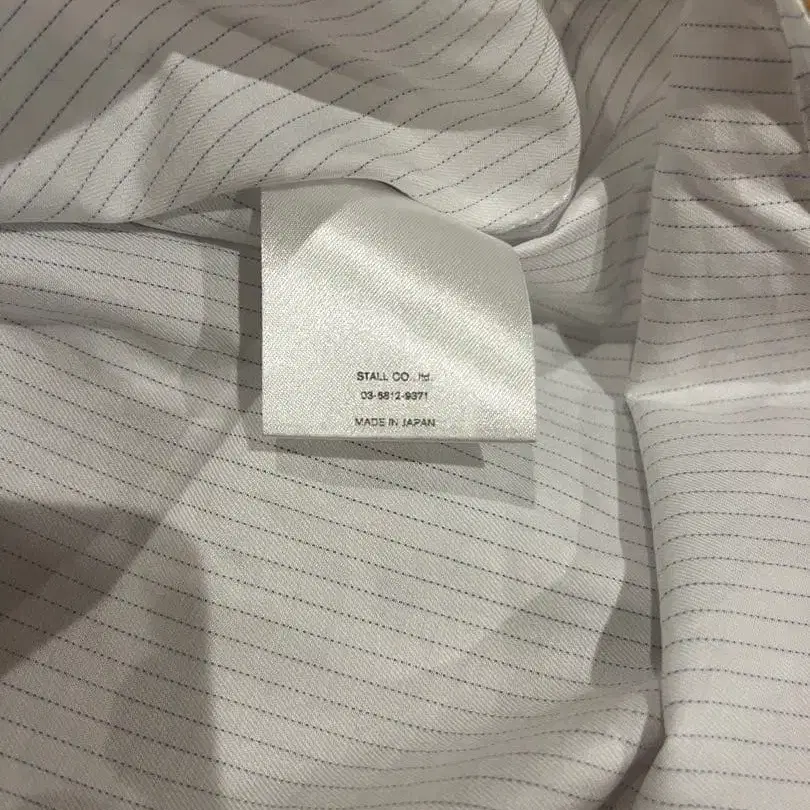 STALL CO.,ltd.
03-5812-9371
MADE IN JAPAN